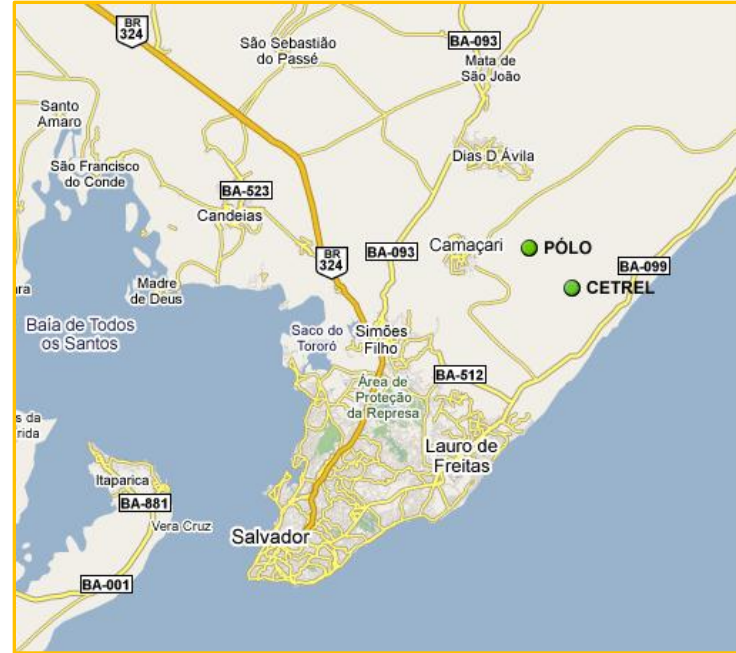 BR
324
BA-093
São Sebastião
do Passé
Mata de
São João
Santo
Amaro
Dias D´Ávila
São Francisco
do Conde
BA-523
Candeias
BR
324
BA-093
Camaçari
PÓLO
BA-099
CETREL
Madre
de Deus
Baía de Todos
os Santos
Saco do
Tororó
Simões
Filho
BA-512
Área de
Proteção
da Represa
Lauro de
Freitas
Itaparica
BA-881
Vera Cruz
Salvador
BA-001